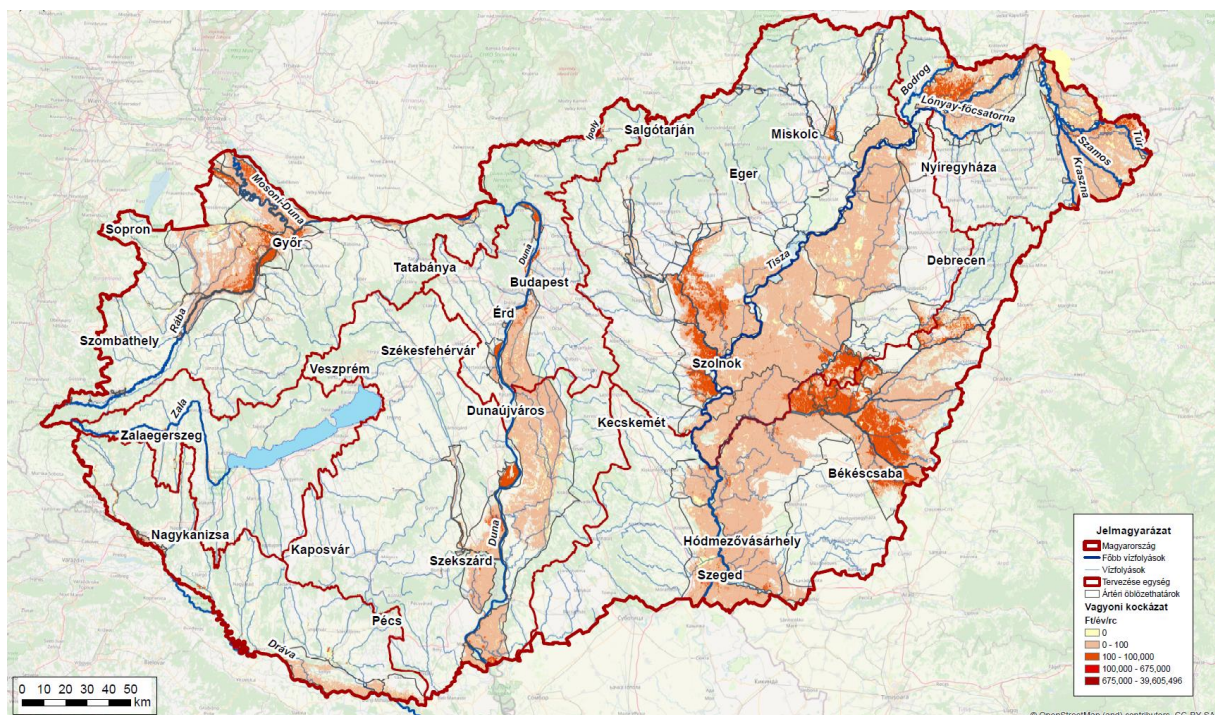 Bodrog
Lónyay-főcsatorna
Ipoly
Salgótarján
Miskolc
Túr
Szamos
Kraszna
Nyíregyháza
Eger
Mosoni-Duna
Sopron
Győr
Duna
Tatabánya
Budapest
Tisza
Debrecen
Rába
Érd
Szombathely
Székesfehérvár
Veszprém
Szolnok
Zala
Dunaújváros
Kecskemét
Zalaegerszeg
Békéscsaba
Nagykanizsa
Kaposvár
Duna
Szekszárd
Hódmezővásárhely
Szeged
Pécs
Dráva
0 10 20 30 40 50
km
Jelmagyarázat
Magyarország
Főbb vízfolyások
Vízfolyások
Tervezése egység
Ártéri öblözethatárok
Vagyoni kockázat
Ft/év/rc
0
0 - 100
100 - 100,000
100,000 - 675,000
675,000 - 39,605,496
© OpenStreetMap (and) contributors, CC-BY-SA